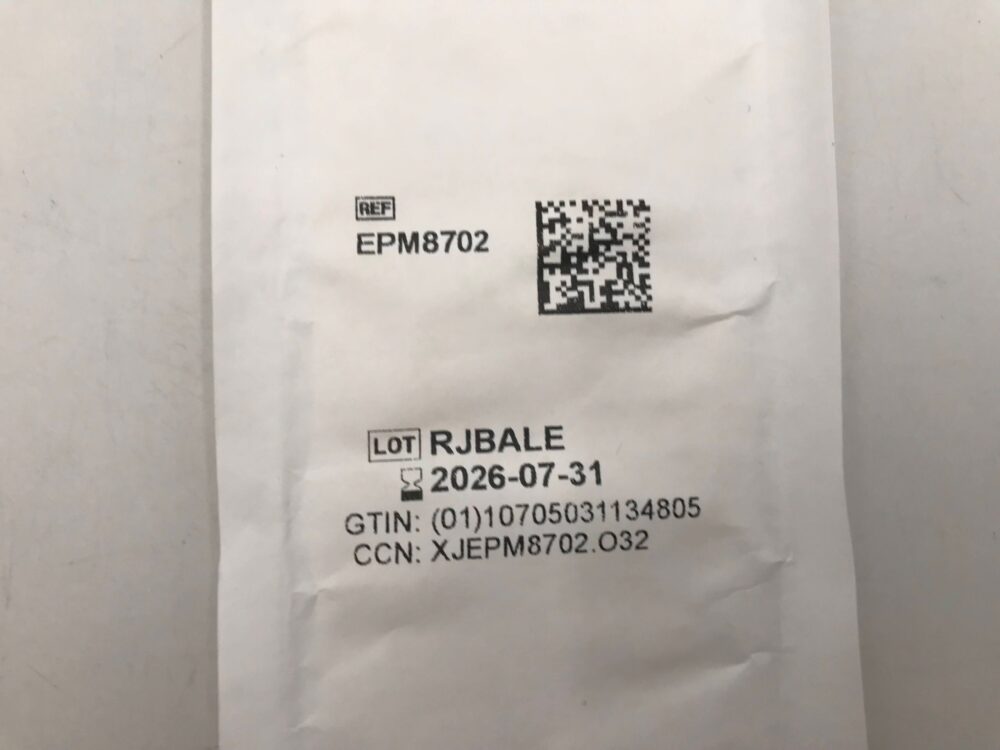 REF
EPM8702
LOT RJBALE
2026-07-31
GTIN: (01)10705031134805
CCN: XJEPM8702.O32